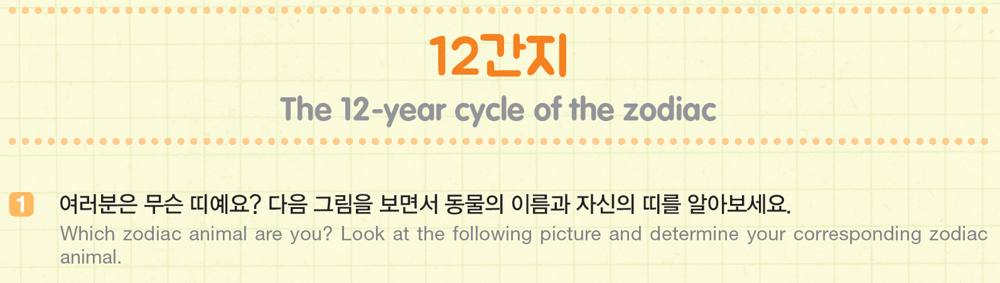 12간지
The 12-year cycle of the zodiac
1 여러분은 무슨 띠예요? 다음 그림을 보면서 동물의 이름과 자신의 띠를 알아보세요.
Which zodiac animal are you? Look at the following picture and determine your corresponding zodiac
animal.